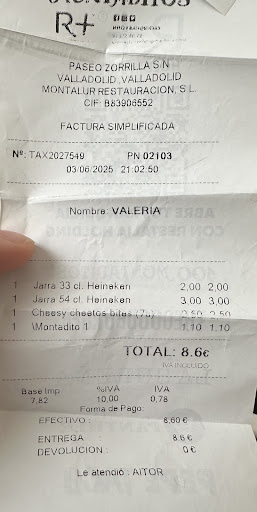 R+
PASEO ZORRILLA S/N
VALLADOLID ,VALLADOLID
MONTALUR RESTAURACION, S.L.
CIF: B83906552
FACTURA SIMPLIFICADA
Nº: TAX2027549 PN 02103
03/06/2025 21:02:50
Nombre: VALERIA
1 Jarra 33 cl. Heineken 2,00 2,00
1 Jarra 54 cl. Heineken 3,00 3,00
1 Cheesy cheetos bites (7u) 2,50 2,50
1 \Montadito 1 1,10 1,10
TOTAL: 8.6€
IVA INCLUIDO
Base Imp. %IVA IVA
7,82 10,00 0,78
Forma de Pago:
EFECTIVO : 8,60 €
ENTREGA : 8.6 €
DEVOLUCION : 0 €
Le atendió : AITOR